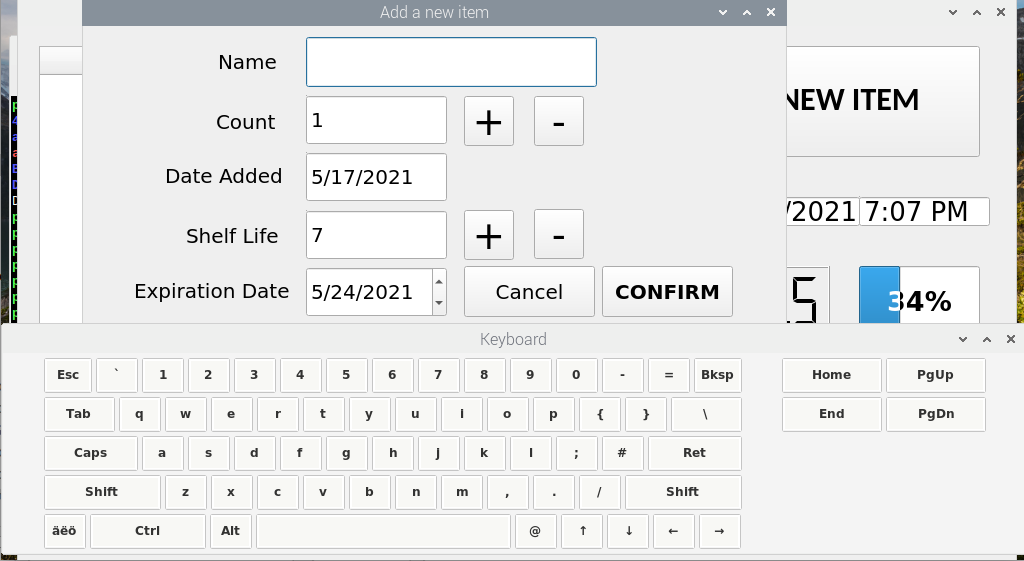 Add a new item
Name
NEW ITEM
Count 1 + -
Date Added 5/17/2021
/2021 7:07 PM
Shelf Life 7 + -
Expiration Date 5/24/2021 Cancel CONFIRM
5 34%
Keyboard
Esc ` 1 2 3 4 5 6 7 8 9 0 - = Bksp Home PgUp
Tab q w e r t y u i o p { } \ End PgDn
Caps a s d f g h j k l ; # Ret
Shift z x c v b n m , . / Shift
äëö Ctrl Alt @ ↑ ↓ ← →